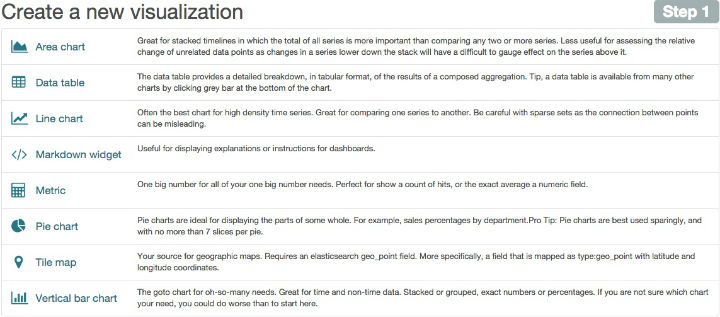 Create a new visualization
Step 1
Area chart
Great for stacked timelines in which the total of all series is more important than comparing any two or more series. Less useful for assessing the relative
change of unrelated data points as changes in a series lower down the stack will have a difficult to gauge effect on the series above it.
Data table
The data table provides a detailed breakdown, in tabular format, of the results of a composed aggregation. Tip, a data table is available from many other
charts by clicking grey bar at the bottom of the chart.
Line chart
Often the best chart for high density time series. Great for comparing one series to another. Be careful with sparse sets as the connection between points
can be misleading.
Markdown widget
Useful for displaying explanations or instructions for dashboards.
Metric
One big number for all of your one big number needs. Perfect for show a count of hits, or the exact average a numeric field.
Pie chart
Pie charts are ideal for displaying the parts of some whole. For example, sales percentages by department.Pro Tip: Pie charts are best used sparingly, and
with no more than 7 slices per pie.
Tile map
Your source for geographic maps. Requires an elasticsearch geo_point field. More specifically, a field that is mapped as type:geo_point with latitude and
longitude coordinates.
Vertical bar chart
The goto chart for oh-so-many needs. Great for time and non-time data. Stacked or grouped, exact numbers or percentages. If you are not sure which chart
your need, you could do worse than to start here.